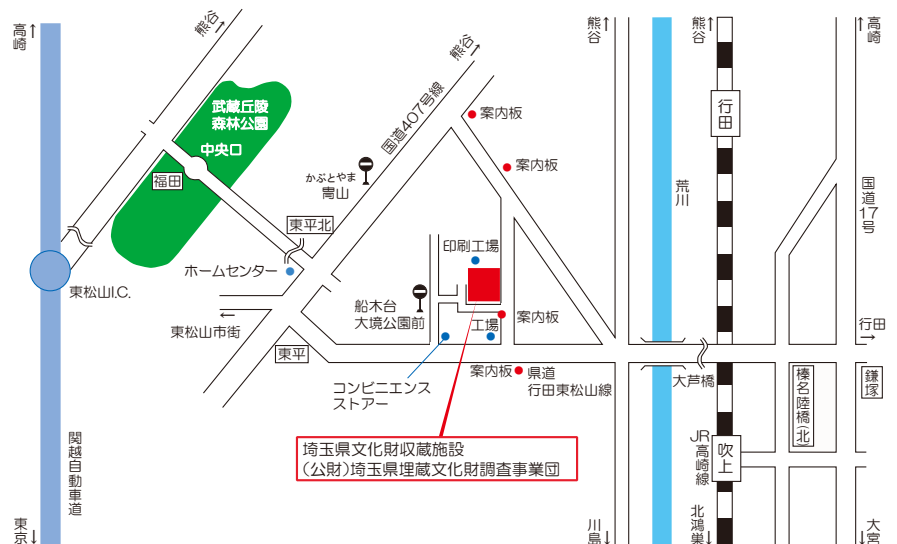 高崎↑
熊谷→
武蔵丘陵
森林公園
中央口
福田
国道407号線
熊谷→
かぶとやま
冑山
東平北
ホームセンター
東松山I.C.
←
東松山市街
東平
案内板
案内板
印刷工場
船木台
大境公園前
工場
案内板
コンビニエンス
ストアー
案内板
県道
行田東松山線
埼玉県文化財収蔵施設
(公財)埼玉県埋蔵文化財調査事業団
関越自動車道
東京↓
熊谷↑
荒川
川島↓
熊谷↑
行田
大芦橋
JR高崎線
吹上
北鴻巣↓
高崎↑
国道17号
行田
→
榛名陸橋(北)
鎌塚
大宮↓